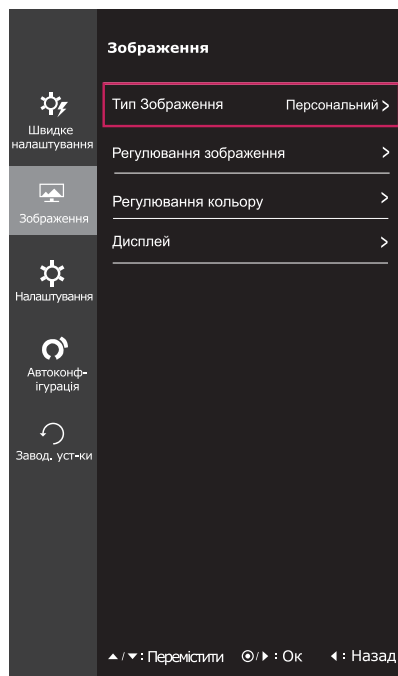 Зображення
Швидке
налаштування
Зображення
Налаштування
Автоконф-
ігурація
Завод. уст-ки
Тип Зображення Персональний >
Регулювання зображення >
Регулювання кольору >
Дисплей >
▲/▼: Перемістити ⊙/▶ : Ок ◀ : Назад